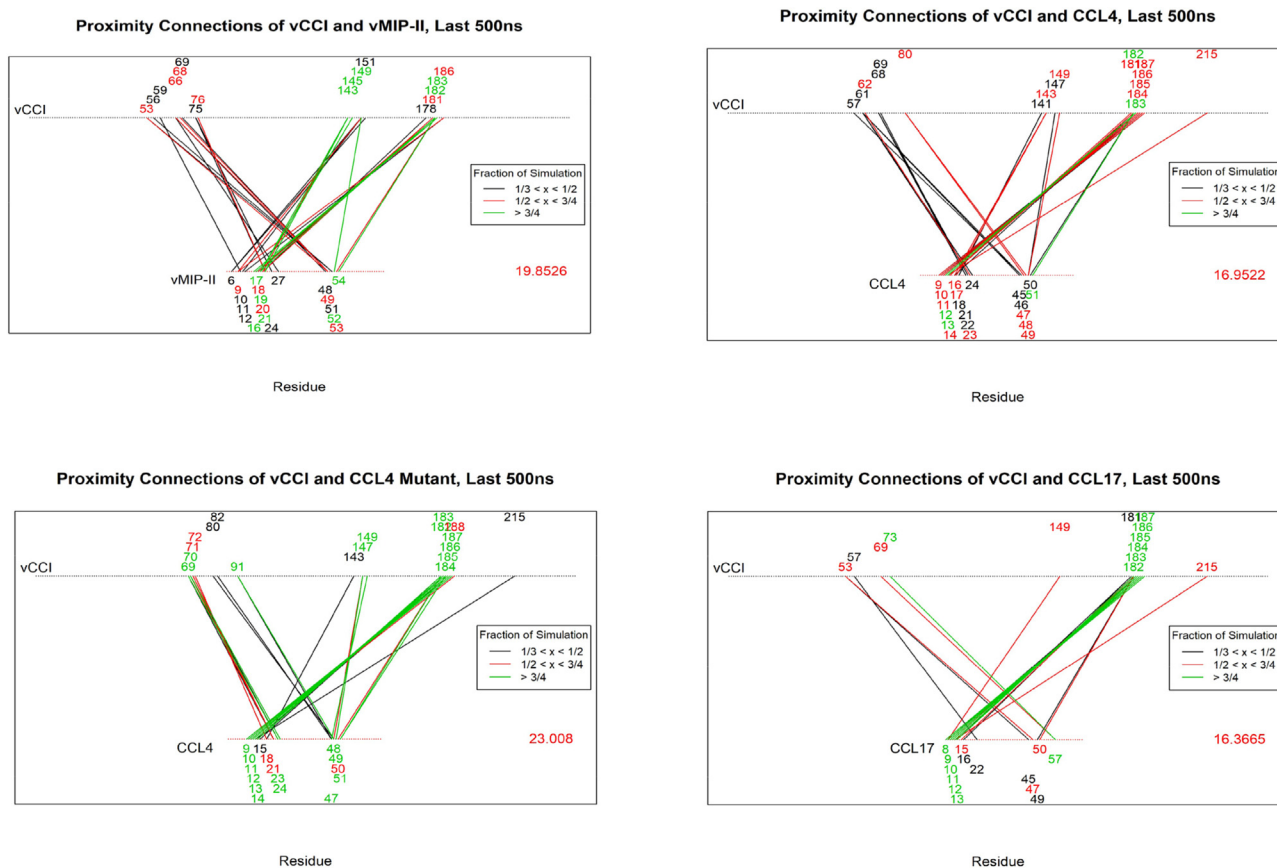 Proximity Connections of vCCI and vMIP-II, Last 500ns
69 151
68 149 186
66 145 183
59 143 182
56 76 181
53 75 178
vCCI
Fraction of Simulation
1/3 < x < 1/2
1/2 < x < 3/4
> 3/4
19.8526
vMIP-II
6 17 27 54
9 18 48
10 19 49
11 20 51
12 21 52
16 24 53
Residue
Proximity Connections of vCCI and CCL4, Last 500ns
80 182 215
69 181 187
68 149 186
62 147 185
61 143 184
57 141 183
vCCI
Fraction of Simulation
1/3 < x < 1/2
1/2 < x < 3/4
> 3/4
16.9522
CCL4
9 16 24 50
10 17 45 51
11 18 46
12 21 47
13 22 48
14 23 49
Residue
Proximity Connections of vCCI and CCL4 Mutant, Last 500ns
82 183 215
80 182 188
72 149 187
71 147 186
70 143 185
69 91 184
vCCI
Fraction of Simulation
1/3 < x < 1/2
1/2 < x < 3/4
> 3/4
23.008
CCL4
9 15 48
10 18 49
11 21 50
12 23 51
13 24
14 47
Residue
Proximity Connections of vCCI and CCL17, Last 500ns
181 187
149 186
73 185
69 184
57 183
53 182 215
vCCI
Fraction of Simulation
1/3 < x < 1/2
1/2 < x < 3/4
> 3/4
16.3665
CCL17
8 15 50
9 16 57
10 22
11 45
12 47
13 49
Residue